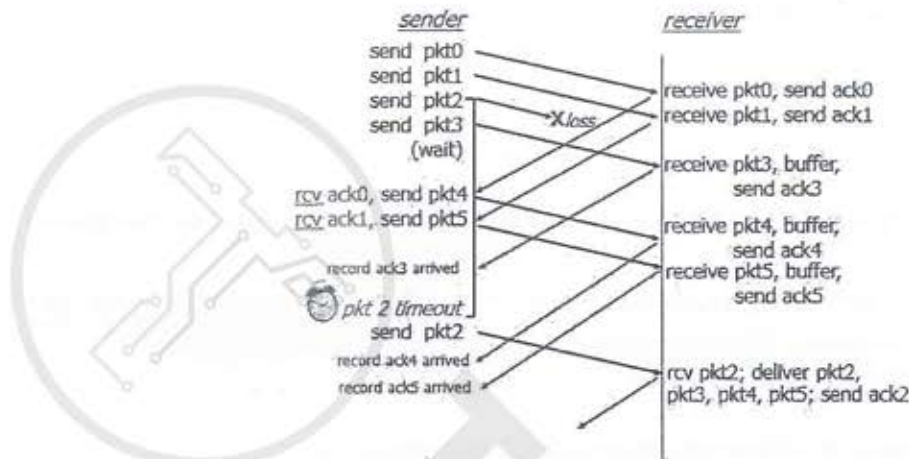 sender
receiver
send pkt0
send pkt1
send pkt2
send pkt3
(wait)
Xloss
receive pkt0, send ack0
receive pkt1, send ack1
receive pkt3, buffer,
send ack3
rcv ack0, send pkt4
rcv ack1, send pkt5
receive pkt4, buffer,
send ack4
record ack3 arrived
receive pkt5, buffer,
send ack5
pkt 2 timeout
send pkt2
record ack4 arrived
record ack5 arrived
rcv pkt2; deliver pkt2,
pkt3, pkt4, pkt5; send ack2